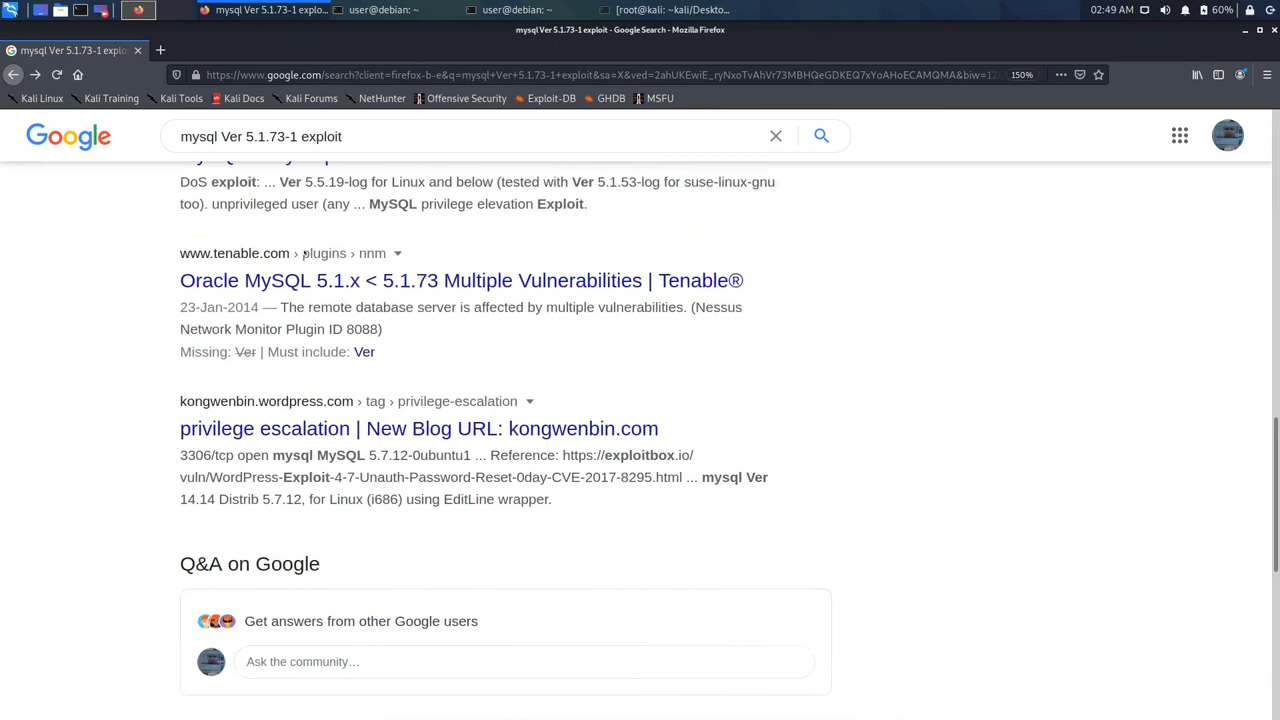 mysql Ver 5.1.73-1 explo...
user@debian: ~
user@debian: ~
[root@kali: ~kali/Deskto...
02:49 AM
60%
mysql Ver 5.1.73-1 exploit - Google Search - Mozilla Firefox
mysql Ver 5.1.73-1 explo
https://www.google.com/search?client=firefox-b-e&q=mysql+Ver+5.1.73-1+exploit&sa=X&ved=2ahUKEwiE_ryNxoTvAhVr73MBHQeGDKEQ7xYoAHoECAMQMA&biw=12
150%
Kali Linux
Kali Training
Kali Tools
Kali Docs
Kali Forums
NetHunter
Offensive Security
Exploit-DB
GHDB
MSFU
Google
mysql Ver 5.1.73-1 exploit
DoS exploit: ... Ver 5.5.19-log for Linux and below (tested with Ver 5.1.53-log for suse-linux-gnu
too). unprivileged user (any ... MySQL privilege elevation Exploit.
www.tenable.com › plugins › nnm
Oracle MySQL 5.1.x < 5.1.73 Multiple Vulnerabilities | Tenable®
23-Jan-2014 — The remote database server is affected by multiple vulnerabilities. (Nessus
Network Monitor Plugin ID 8088)
Missing: Ver | Must include: Ver
kongwenbin.wordpress.com › tag › privilege-escalation
privilege escalation | New Blog URL: kongwenbin.com
3306/tcp open mysql MySQL 5.7.12-0ubuntu1 ... Reference: https://exploitbox.io/
vuln/WordPress-Exploit-4-7-Unauth-Password-Reset-0day-CVE-2017-8295.html ... mysql Ver
14.14 Distrib 5.7.12, for Linux (i686) using EditLine wrapper.
Q&A on Google
Get answers from other Google users
Ask the community…